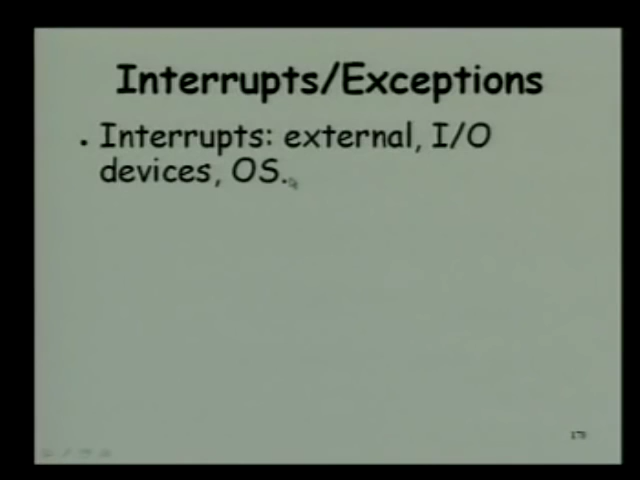 Interrupts/Exceptions
• Interrupts: external, I/O
devices, OS.